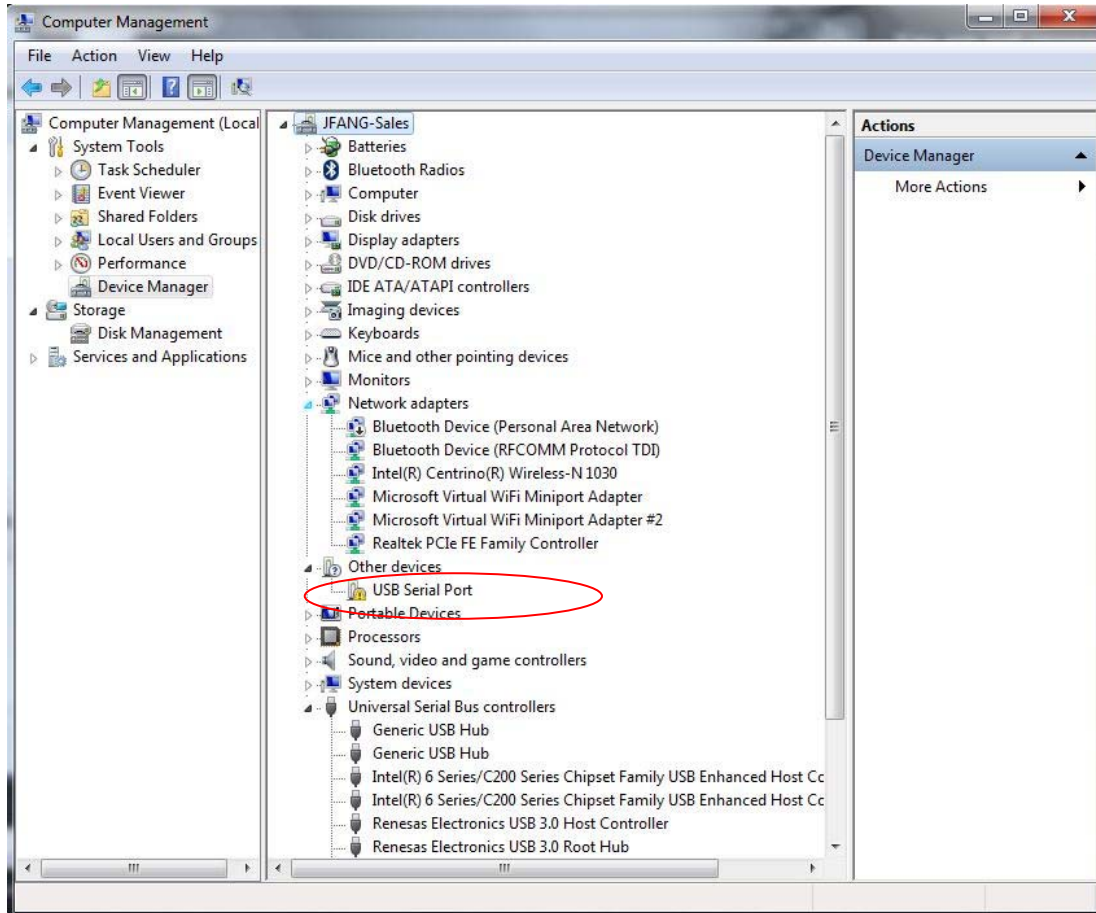 Computer Management
File Action View Help
Computer Management (Local
System Tools
Task Scheduler
Event Viewer
Shared Folders
Local Users and Groups
Performance
Device Manager
Storage
Disk Management
Services and Applications
JFANG-Sales
Batteries
Bluetooth Radios
Computer
Disk drives
Display adapters
DVD/CD-ROM drives
IDE ATA/ATAPI controllers
Imaging devices
Keyboards
Mice and other pointing devices
Monitors
Network adapters
Bluetooth Device (Personal Area Network)
Bluetooth Device (RFCOMM Protocol TDI)
Intel(R) Centrino(R) Wireless-N 1030
Microsoft Virtual WiFi Miniport Adapter
Microsoft Virtual WiFi Miniport Adapter #2
Realtek PCIe FE Family Controller
Other devices
USB Serial Port
Portable Devices
Processors
Sound, video and game controllers
System devices
Universal Serial Bus controllers
Generic USB Hub
Generic USB Hub
Intel(R) 6 Series/C200 Series Chipset Family USB Enhanced Host Cc
Intel(R) 6 Series/C200 Series Chipset Family USB Enhanced Host Cc
Renesas Electronics USB 3.0 Host Controller
Renesas Electronics USB 3.0 Root Hub
Actions
Device Manager
More Actions